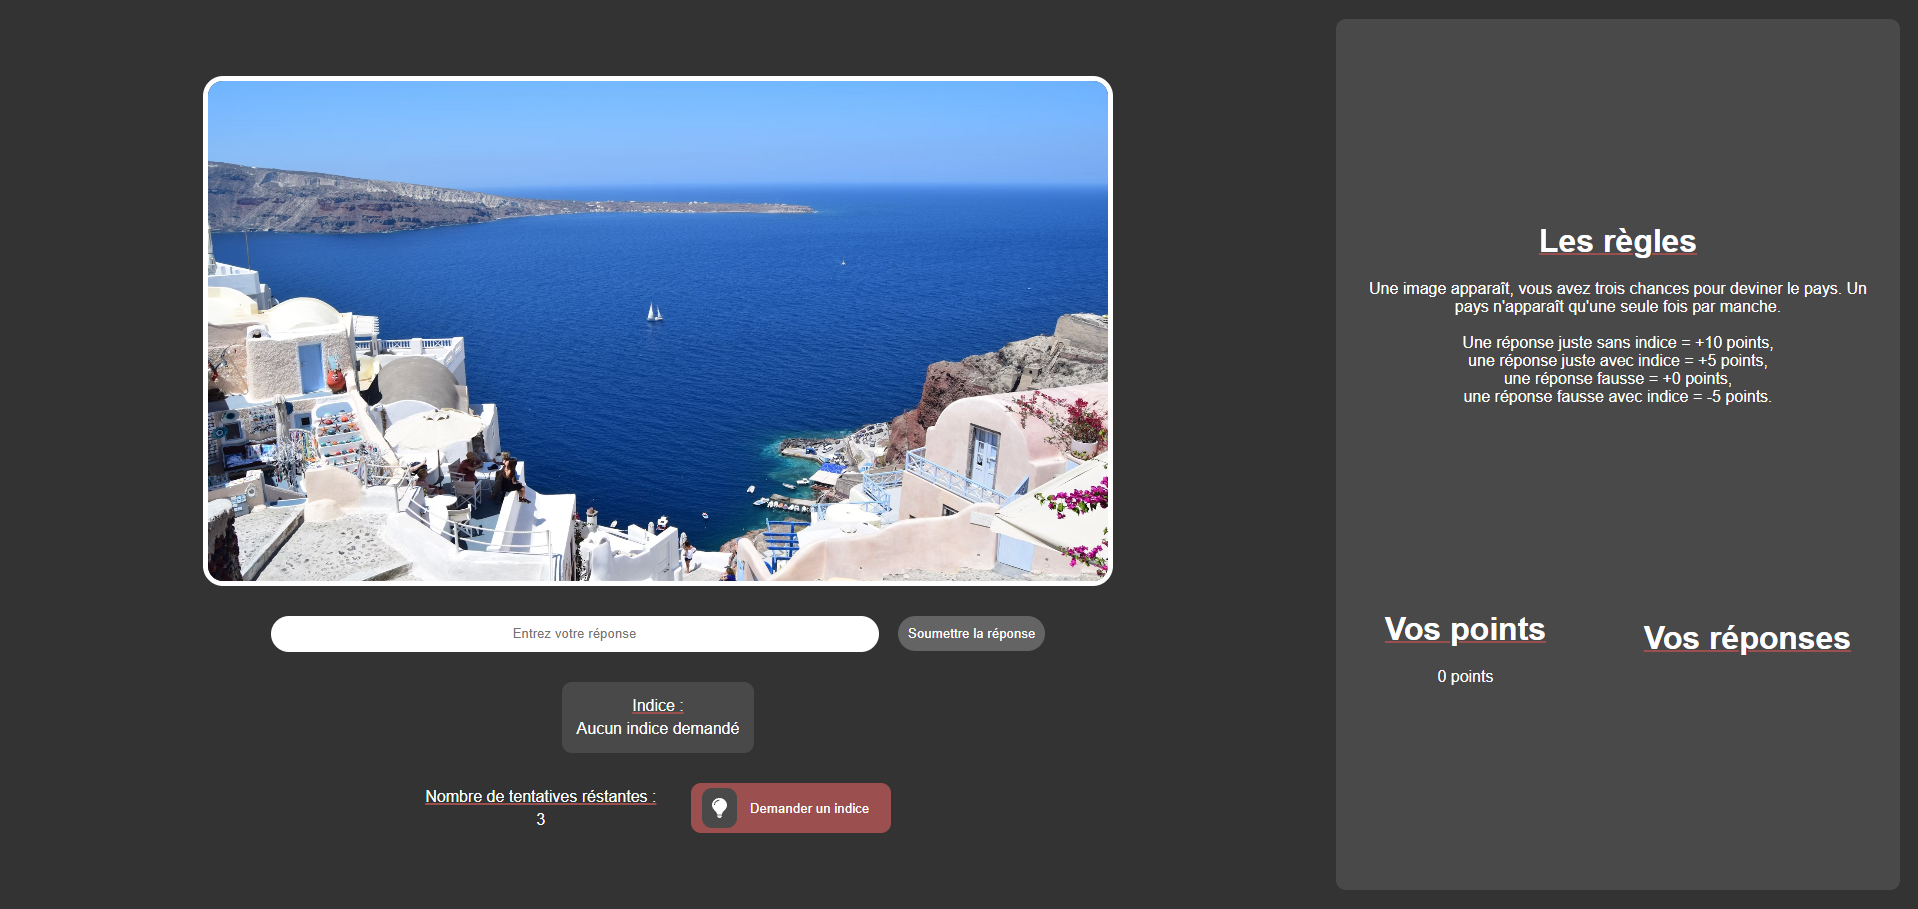 Entrez votre réponse
Soumettre la réponse
Indice :
Aucun indice demandé
Nombre de tentatives réstantes :
3
Demander un indice
Les règles
Une image apparaît, vous avez trois chances pour deviner le pays. Un
pays n'apparaît qu'une seule fois par manche.
Une réponse juste sans indice = +10 points,
une réponse juste avec indice = +5 points,
une réponse fausse = +0 points,
une réponse fausse avec indice = -5 points.
Vos points
0 points
Vos réponses